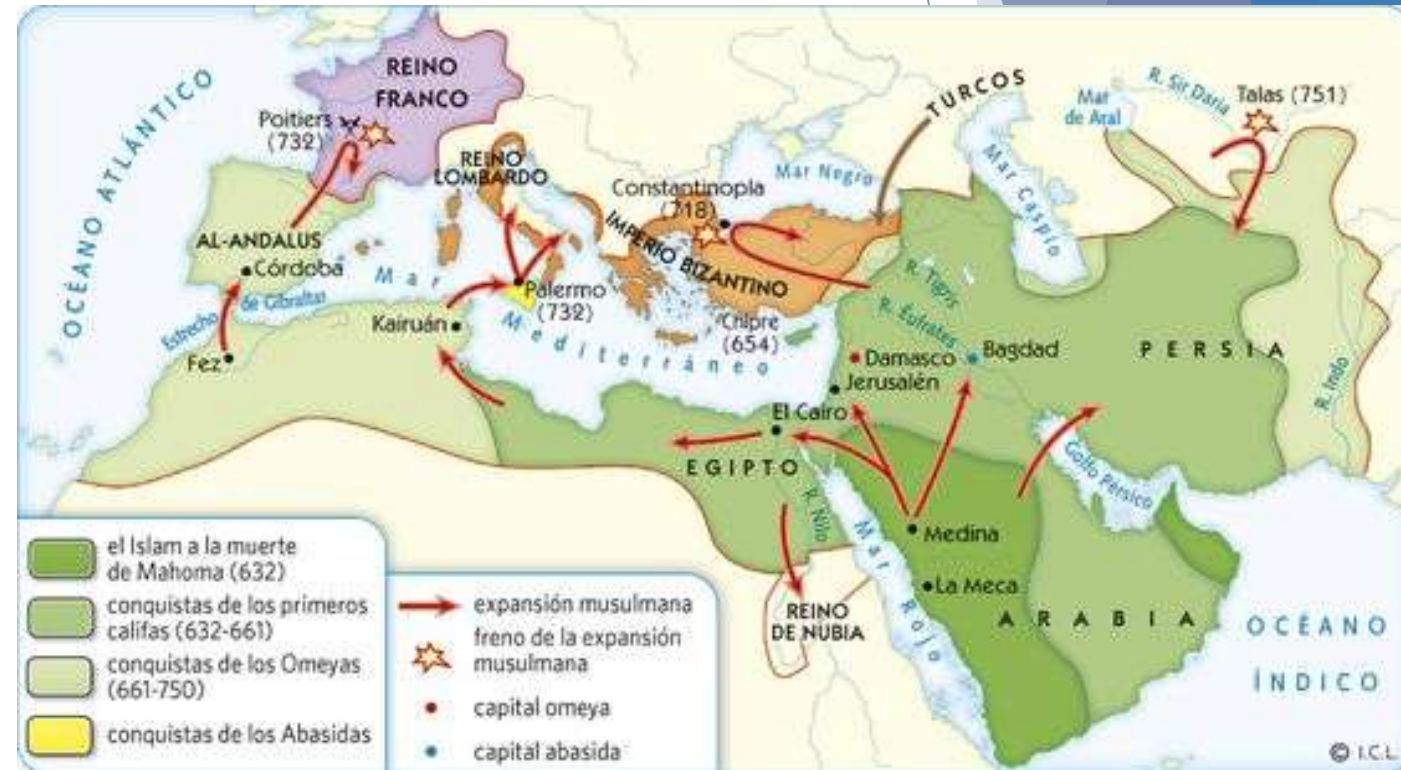 OCÉANO ATLÁNTICO
REINO
FRANCO
Poitiers
(732)
REINO
LOMBARDO
AL-ANDALUS
Córdoba
Estrecho de Gibraltar
Fez
Kairuán
Mar Mediterráneo
Palermo
(732)
Constantinopla
(718)
IMPERIO BIZANTINO
Chipre
(654)
Mar Negro
TURCOS
Mar Caspio
Mar
de Aral
R. Sir Daria
Talas (751)
R. Tigris
R. Éufrates
Damasco
Bagdad
Jerusalén
PERSIA
R. Indo
El Cairo
EGIPTO
R. Nilo
Golfo Pérsico
Mar Rojo
Medina
La Meca
ARABIA
REINO
DE NUBIA
OCÉANO
ÍNDICO
el Islam a la muerte
de Mahoma (632)
conquistas de los primeros
califas (632-661)
conquistas de los Omeyas
(661-750)
conquistas de los Abasidas
expansión musulmana
freno de la expansión
musulmana
capital omeya
capital abasida
© I.C.L.